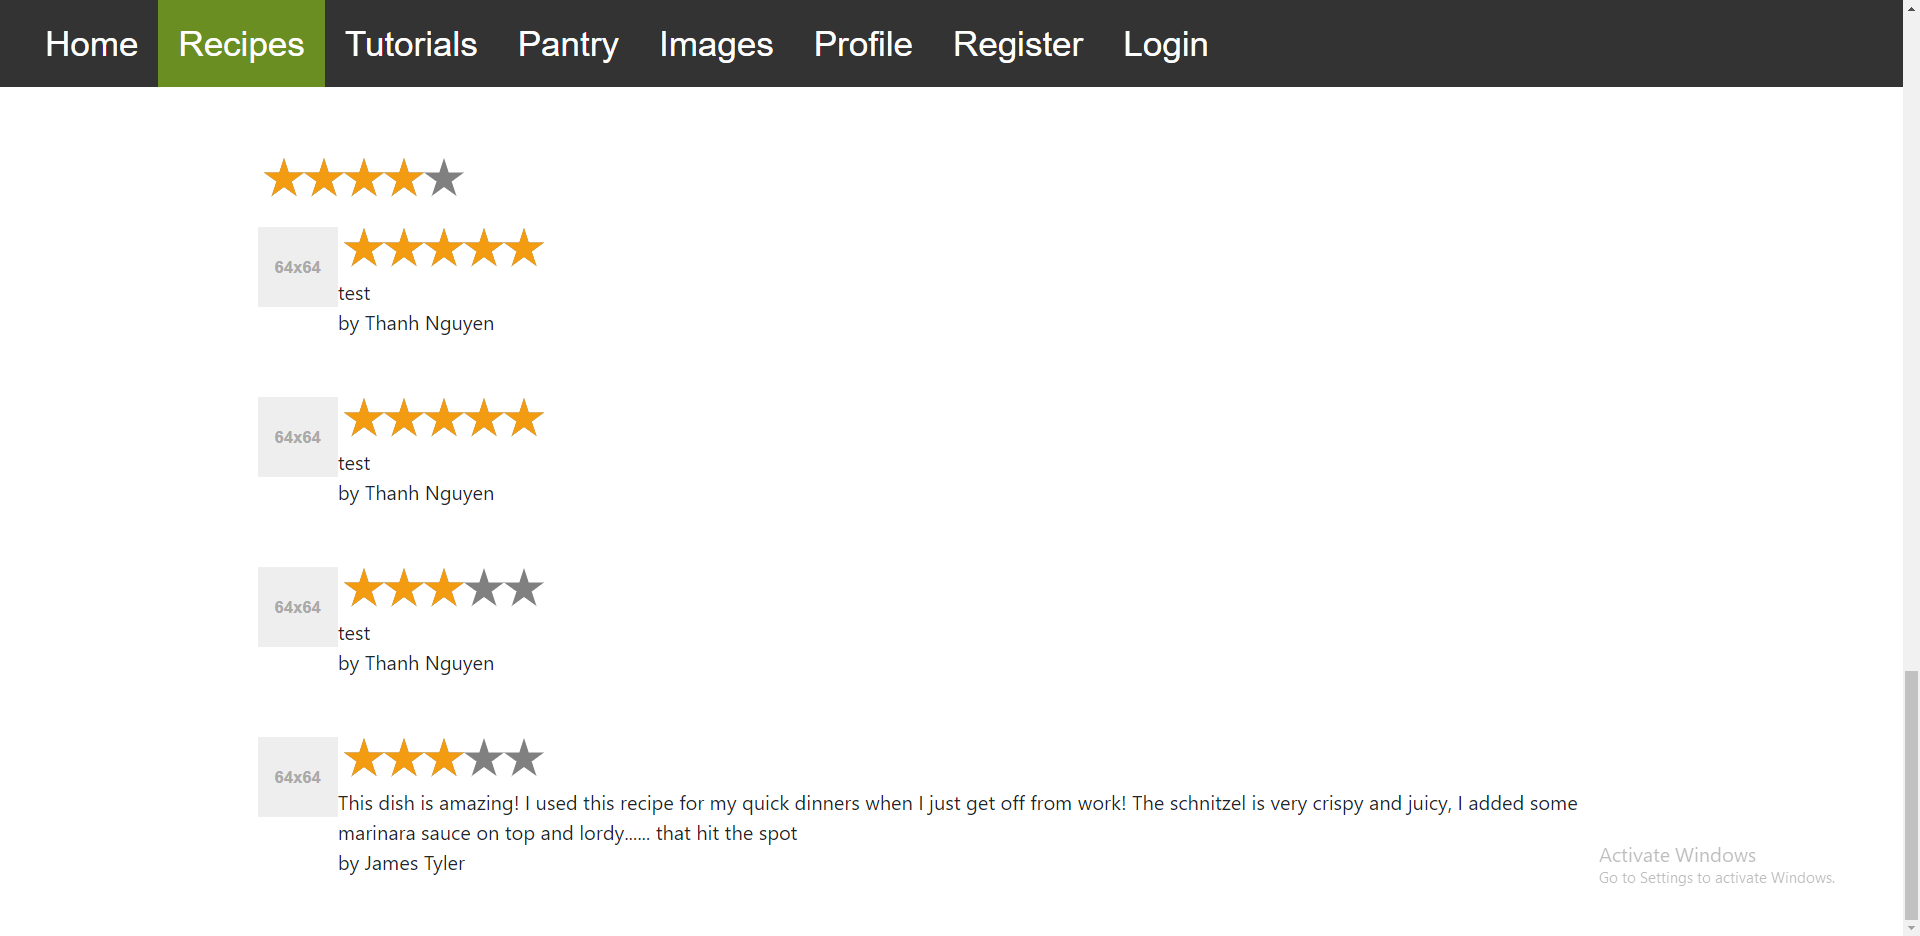 Home Recipes Tutorials Pantry Images Profile Register Login
64x64
test
by Thanh Nguyen
64x64
test
by Thanh Nguyen
64x64
test
by Thanh Nguyen
64x64
This dish is amazing! I used this recipe for my quick dinners when I just get off from work! The schnitzel is very crispy and juicy, I added some
marinara sauce on top and lordy...... that hit the spot
by James Tyler
Activate Windows
Go to Settings to activate Windows.